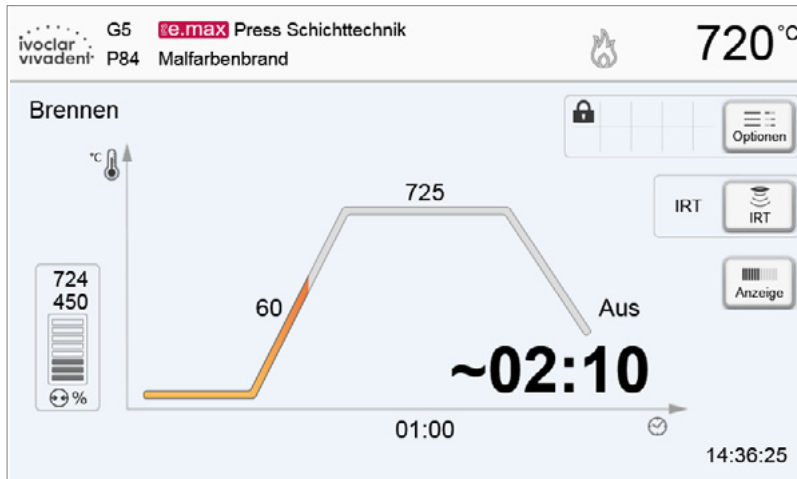 ivoclar
vivadent
G5 IPS e.max Press Schichttechnik
P84 Malfarbenbrand
720°C
Brennen
Optionen
°C
725
IRT
IRT
724
450
60
Anzeige
Aus
~02:10
%
01:00
14:36:25